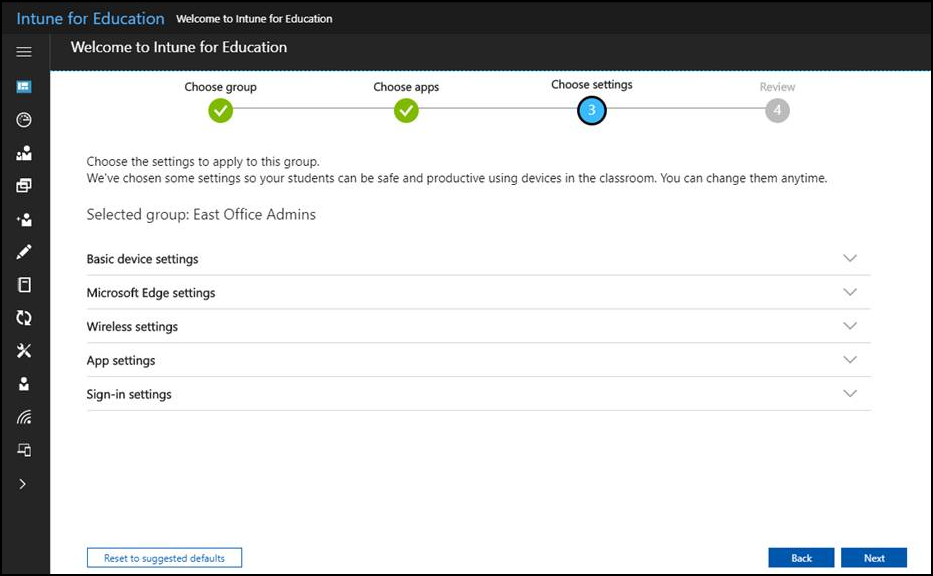 Intune for Education Welcome to Intune for Education
Welcome to Intune for Education
Choose group Choose apps Choose settings Review
3 4
Choose the settings to apply to this group.
We've chosen some settings so your students can be safe and productive using devices in the classroom. You can change them anytime.
Selected group: East Office Admins
Basic device settings
Microsoft Edge settings
Wireless settings
App settings
Sign-in settings
Reset to suggested defaults Back Next